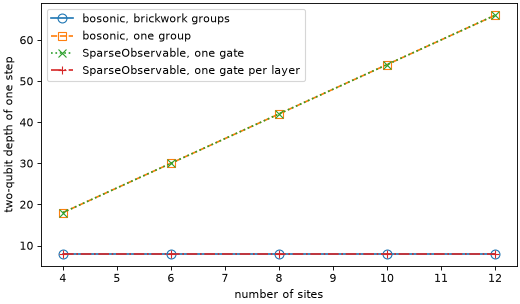 bosonic, brickwork groups
bosonic, one group
SparseObservable, one gate
SparseObservable, one gate per layer
two-qubit depth of one step
60
50
40
30
20
10
4 5 6 7 8 9 10 11 12
number of sites